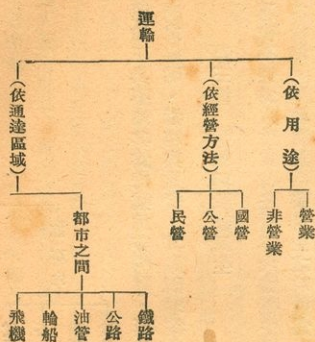 運輸
(依用途)
營業
非營業
(依經營方法)
國營
公營
民營
(依通達區域)
都市之間
鐵路
公路
油管
輪船
飛機